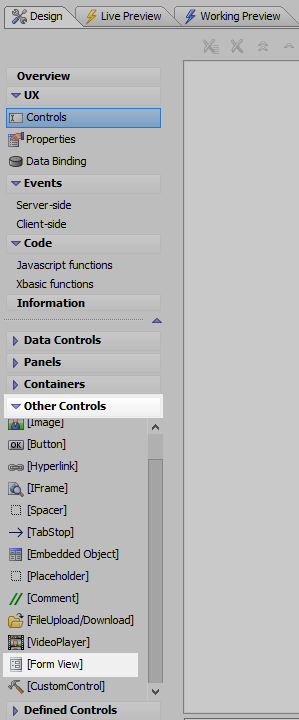 Design Live Preview Working Preview
Overview
UX
Controls
Properties
Data Binding
Events
Server-side
Client-side
Code
Javascript functions
Xbasic functions
Information
Data Controls
Panels
Containers
Other Controls
[Image]
[Button]
[Hyperlink]
[IFrame]
[Spacer]
[TabStop]
[Embedded Object]
[Placeholder]
[Comment]
[FileUpload/Download]
[VideoPlayer]
[Form View]
[CustomControl]
Defined Controls